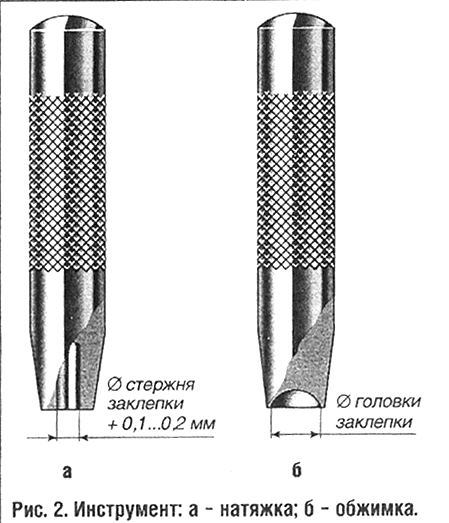 Ø стержня
заклепки
+ 0,1...0,2 мм
Ø головки
заклепки
а
б
Рис. 2. Инструмент: а - натяжка; б - обжимка.